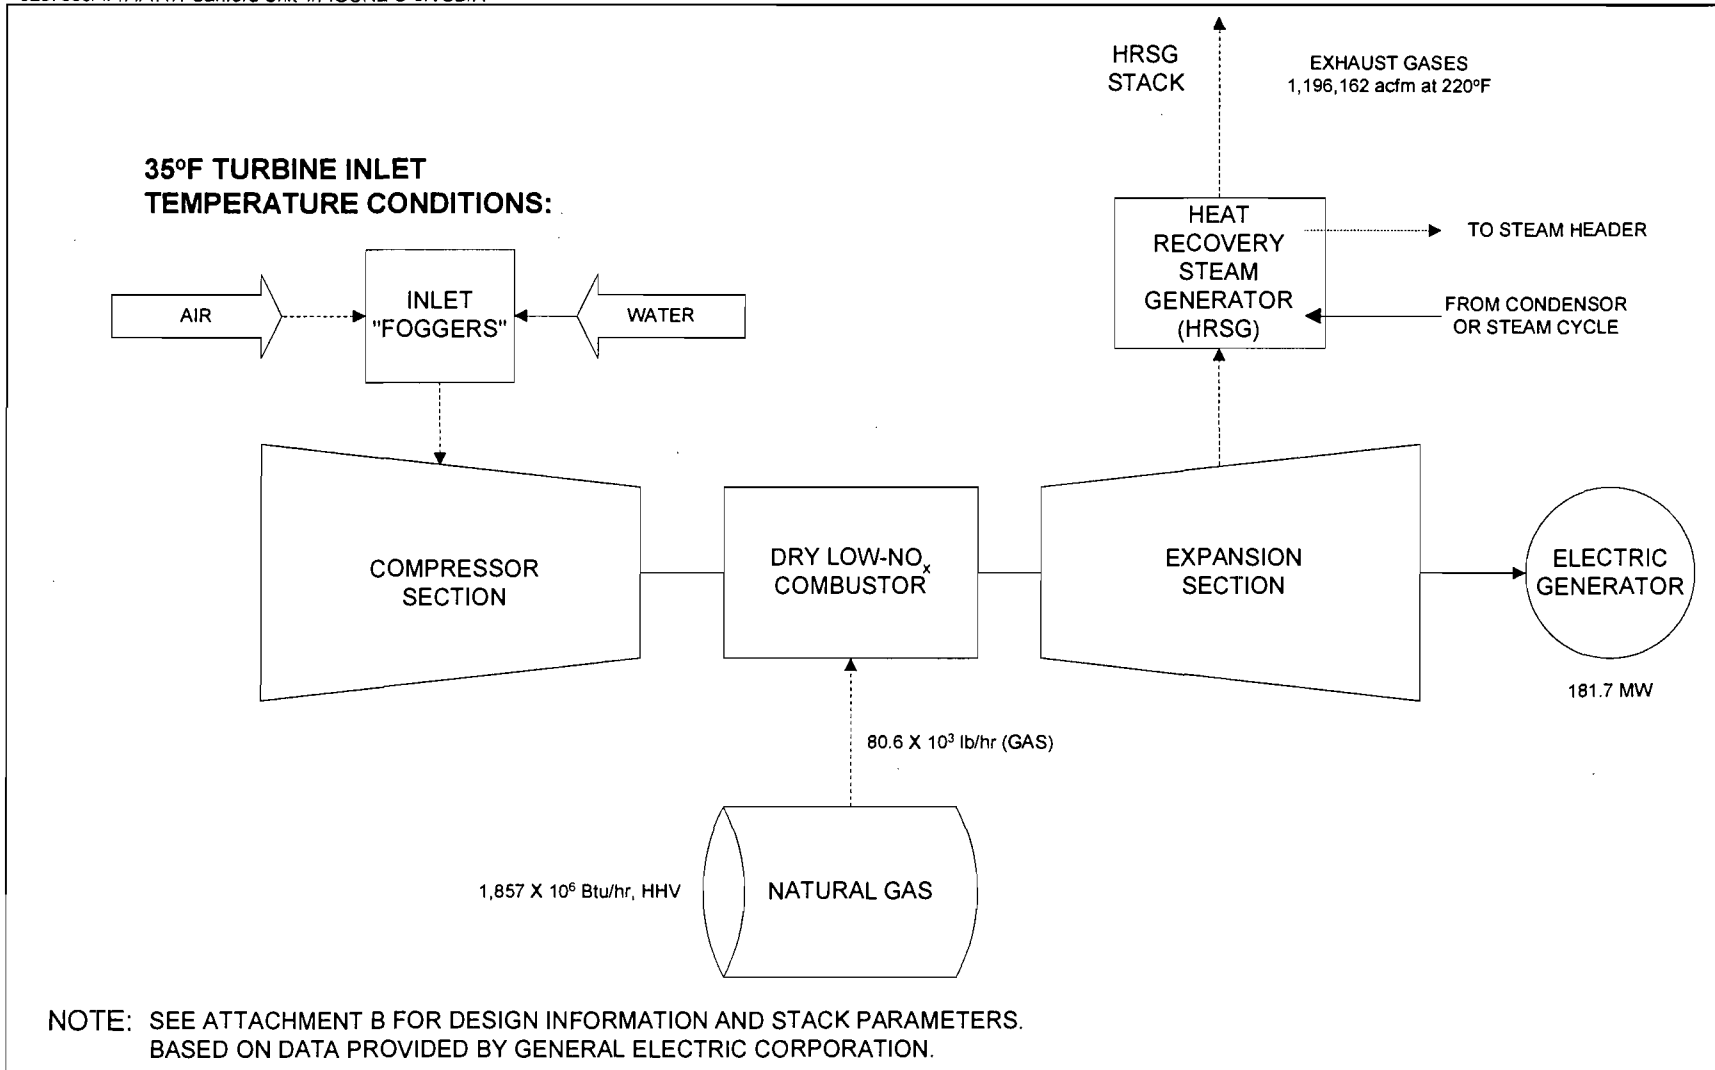 HRSG
STACK
EXHAUST GASES
1,196,162 acfm at 220ºF
35ºF TURBINE INLET
TEMPERATURE CONDITIONS:
AIR
INLET
"FOGGERS"
WATER
HEAT
RECOVERY
STEAM
GENERATOR
(HRSG)
TO STEAM HEADER
FROM CONDENSOR
OR STEAM CYCLE
COMPRESSOR
SECTION
DRY LOW-NOₓ
COMBUSTOR
EXPANSION
SECTION
ELECTRIC
GENERATOR
181.7 MW
80.6 X 10³ lb/hr (GAS)
1,857 X 10⁶ Btu/hr, HHV
NATURAL GAS
NOTE: SEE ATTACHMENT B FOR DESIGN INFORMATION AND STACK PARAMETERS.
BASED ON DATA PROVIDED BY GENERAL ELECTRIC CORPORATION.